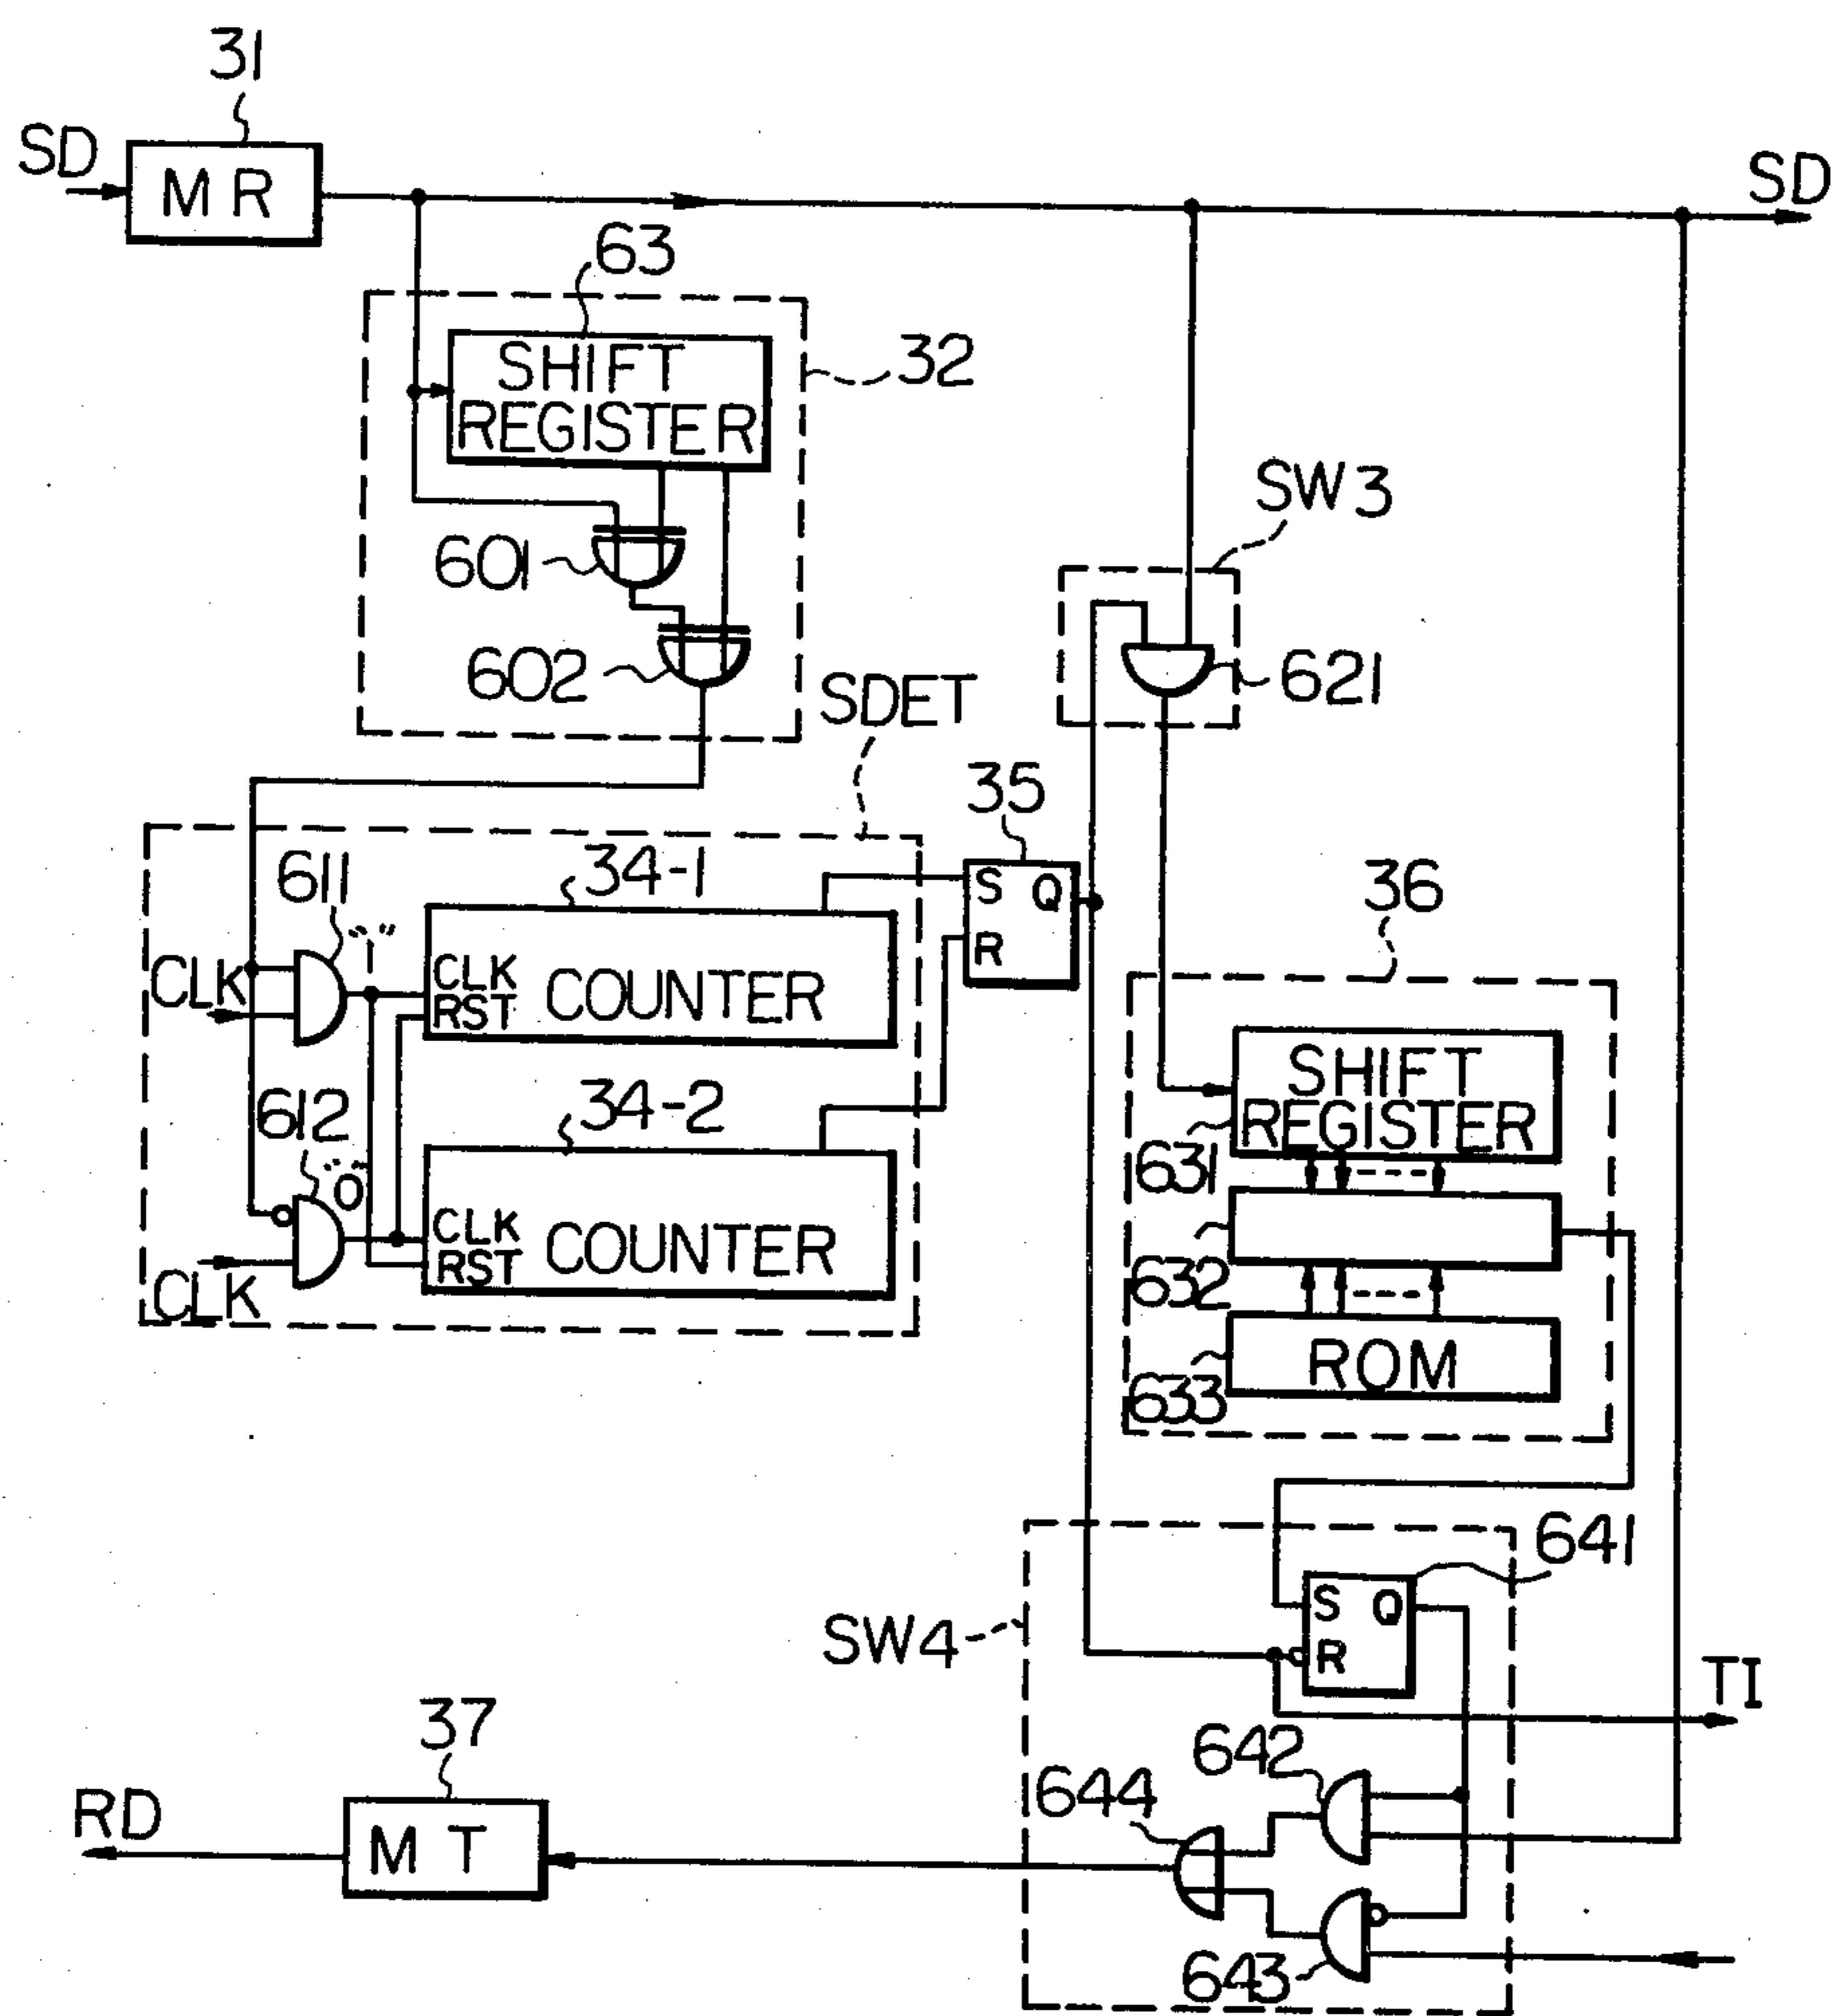 31
SD
MR
SD
63
SHIFT
REGISTER
32
601
602
SW3
621
SDET
35
S Q
R
611
"1"
34-1
CLK
CLK
RST
COUNTER
612
"0"
34-2
CLK
CLK
RST
COUNTER
36
SHIFT
REGISTER
631
632
633
ROM
641
S Q
R
SW4
TI
37
642
644
RD
MT
643